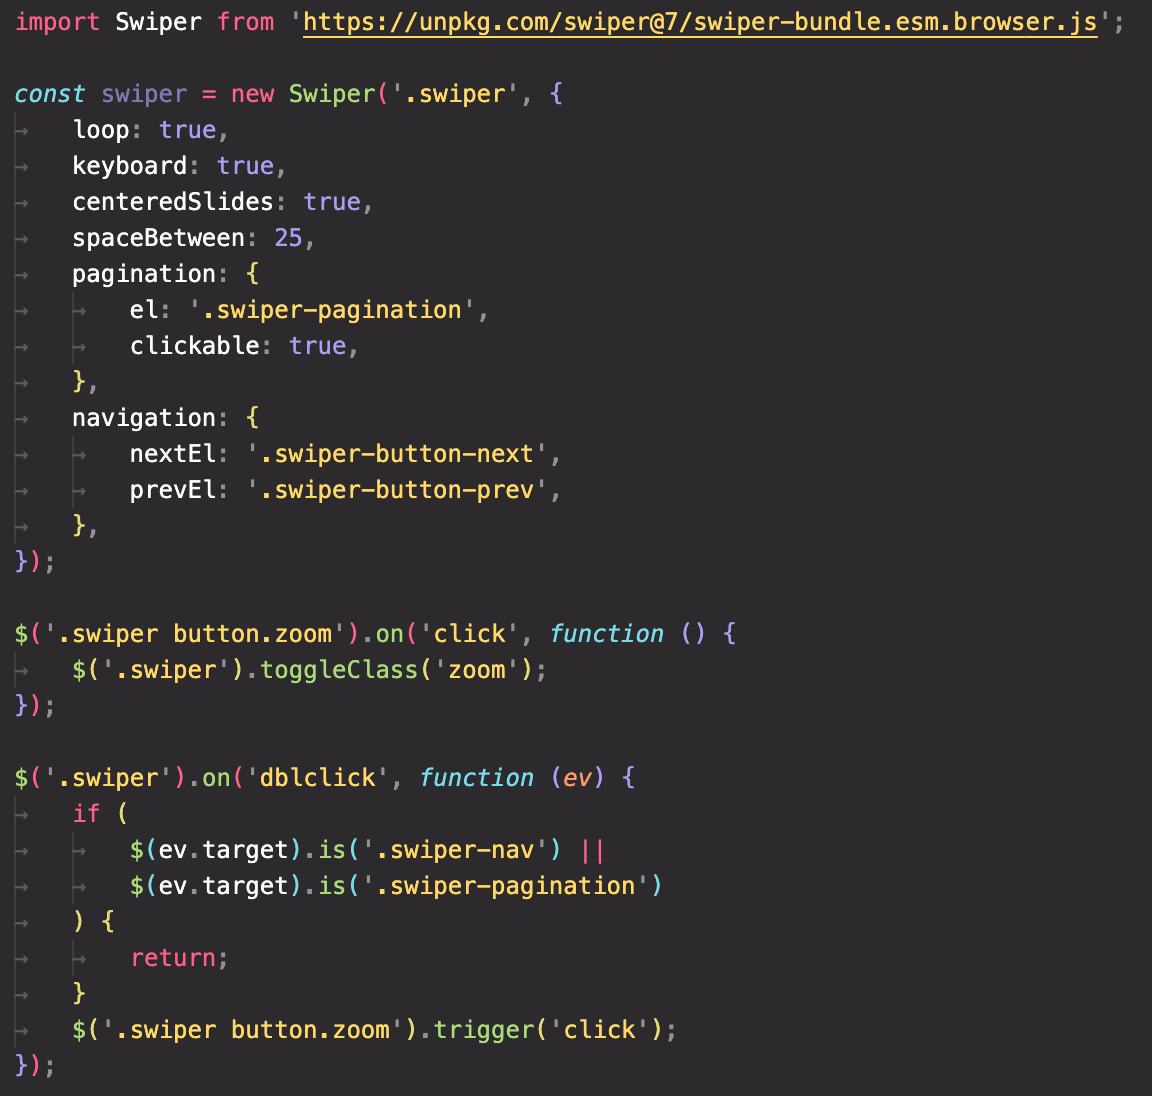 import Swiper from 'https://unpkg.com/swiper@7/swiper-bundle.esm.browser.js';

const swiper = new Swiper('.swiper', {
	loop: true,
	keyboard: true,
	centeredSlides: true,
	spaceBetween: 25,
	pagination: {
		el: '.swiper-pagination',
		clickable: true,
	},
	navigation: {
		nextEl: '.swiper-button-next',
		prevEl: '.swiper-button-prev',
	},
});

$('.swiper button.zoom').on('click', function () {
	$('.swiper').toggleClass('zoom');
});

$('.swiper').on('dblclick', function (ev) {
	if (
		$(ev.target).is('.swiper-nav') ||
		$(ev.target).is('.swiper-pagination')
	) {
		return;
	}
	$('.swiper button.zoom').trigger('click');
});